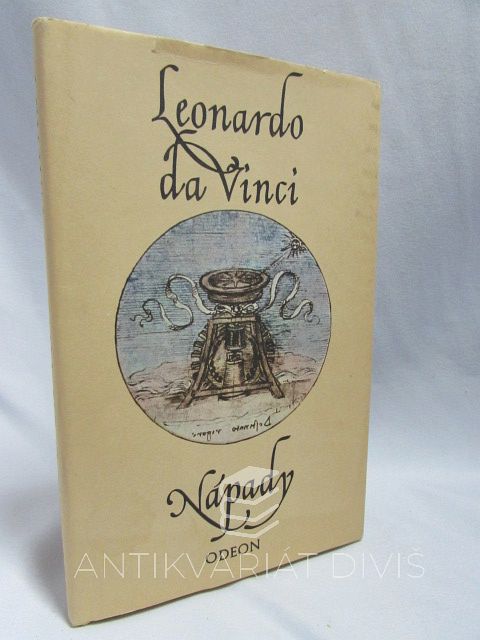 Leonardo
da Vinci
Nápady
ODEON
ANTIKVARIÁT DIVIŠ